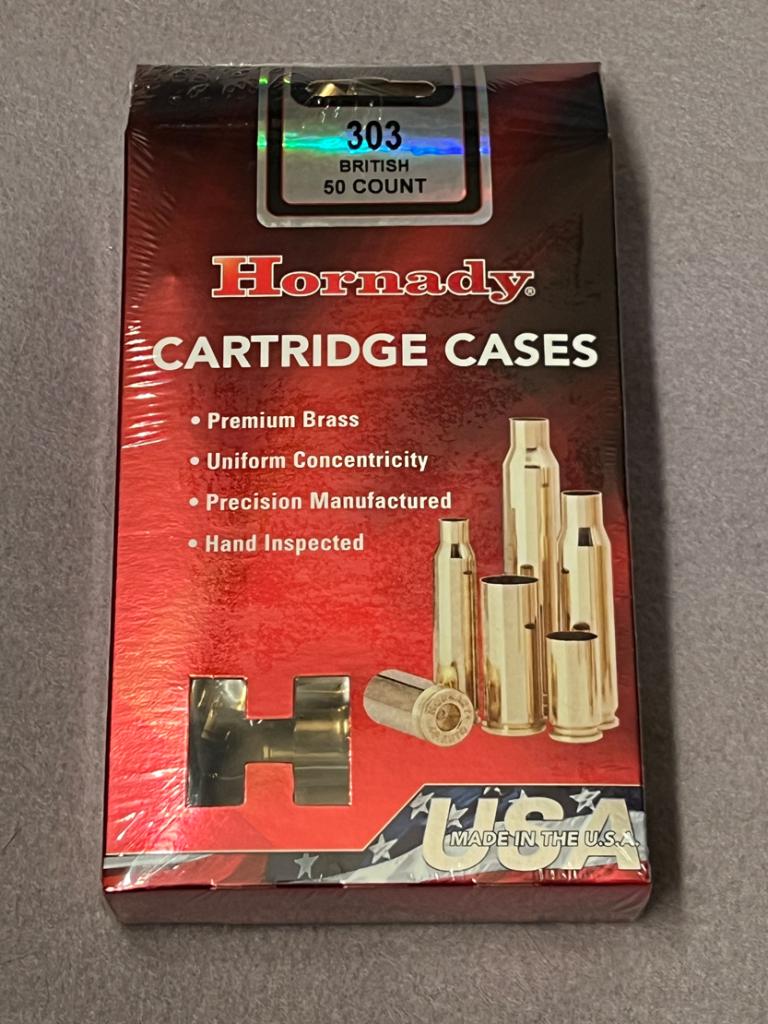 303
BRITISH
50 COUNT
Hornady®
CARTRIDGE CASES
• Premium Brass
• Uniform Concentricity
• Precision Manufactured
• Hand Inspected
USA
MADE IN THE U.S.A.